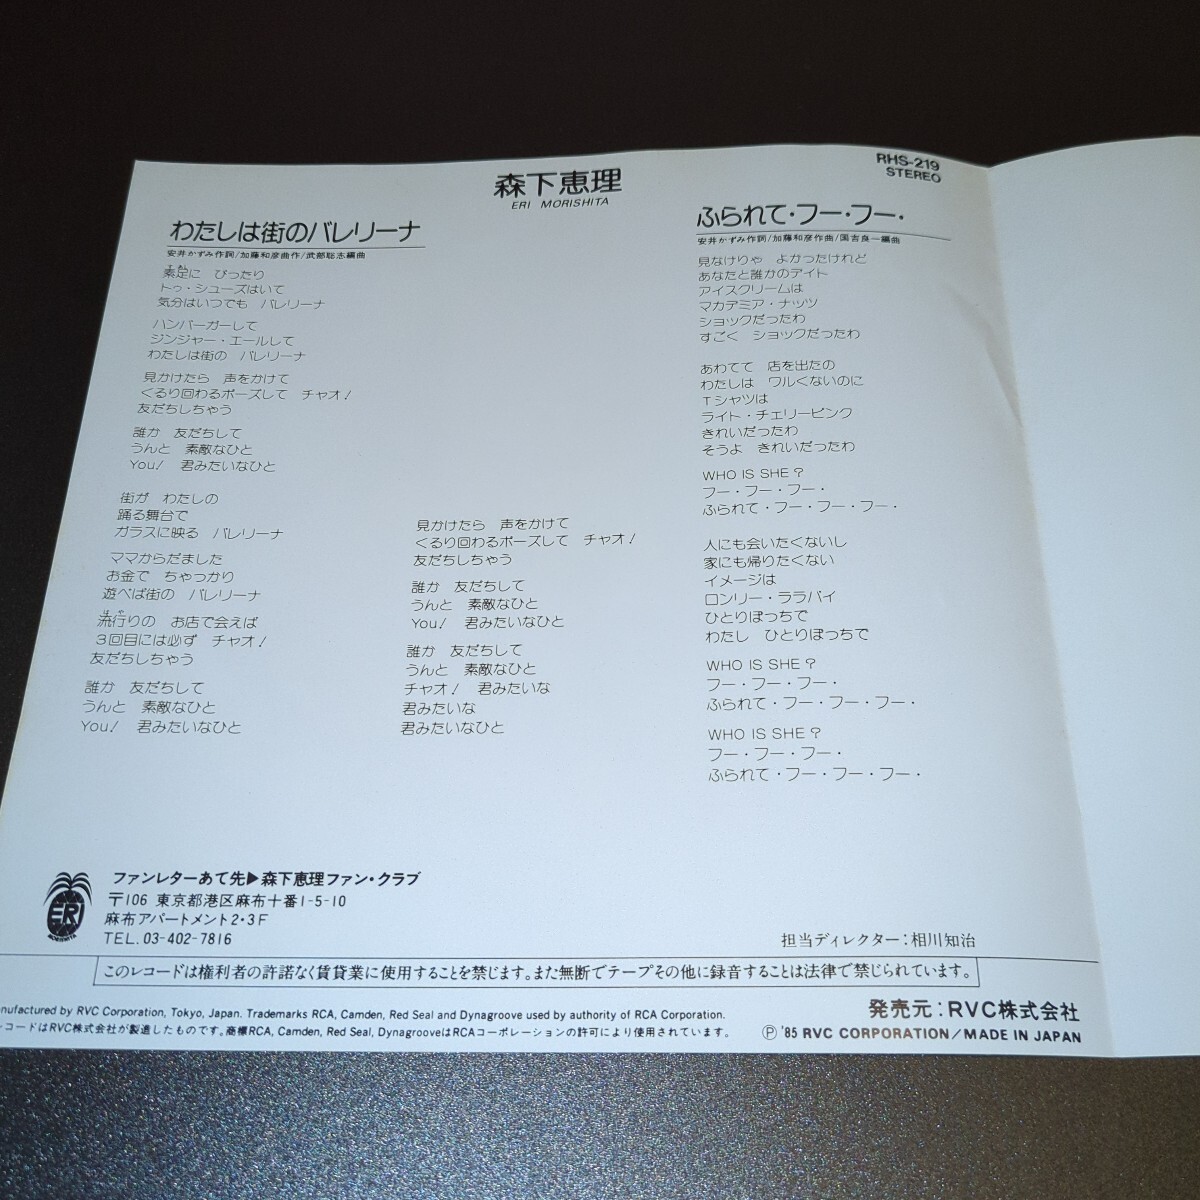 RHS-219
STEREO
森下恵理
ERI MORISHITA
わたしは街のバレリーナ
安井かずみ作詞/加藤和彦曲作/武部聡志編曲
すあし
素足に ぴったり
トゥ・シューズはいて
気分はいつでも バレリーナ
ハンバーガーして
ジンジャー・エールして
わたしは街の バレリーナ
見かけたら 声をかけて
くるり回わるポーズして チャオ!
友だちしちゃう
誰か 友だちして
うんと 素敵なひと
You! 君みたいなひと
街が わたしの
踊る舞台で
ガラスに映る バレリーナ
ママからだました
お金で ちゃっかり
遊べば街の バレリーナ
はや
流行りの お店で会えば
3回目には必ず チャオ!
友だちしちゃう
誰か 友だちして
うんと 素敵なひと
You! 君みたいなひと
見かけたら 声をかけて
くるり回わるポーズして チャオ!
友だちしちゃう
誰か 友だちして
うんと 素敵なひと
You! 君みたいなひと
誰か 友だちして
うんと 素敵なひと
チャオ! 君みたいな
君みたいな
君みたいなひと
ふられて・フー・フー・
安井かずみ作詞/加藤和彦作曲/国吉良一編曲
見なけりゃ よかったけれど
あなたと誰かのデイト
アイスクリームは
マカデミア・ナッツ
ショックだったわ
すごく ショックだったわ
あわてて 店を出たの
わたしは ワルくないのに
Tシャツは
ライト・チェリーピンク
きれいだったわ
そうよ きれいだったわ
WHO IS SHE?
フー・フー・フー・
ふられて・フー・フー・フー・
人にも会いたくないし
家にも帰りたくない
イメージは
ロンリー・ララバイ
ひとりぼっちで
わたし ひとりぼっちで
WHO IS SHE?
フー・フー・フー・
ふられて・フー・フー・フー・
WHO IS SHE?
フー・フー・フー・
ふられて・フー・フー・フー・
ERI
MORISHITA
ファンレターあて先▶森下恵理ファン・クラブ
〒106 東京都港区麻布十番1-5-10
麻布アパートメント2・3F
TEL. 03-402-7816
担当ディレクター:相川知治
このレコードは権利者の許諾なく賃貸業に使用することを禁じます。また無断でテープその他に録音することは法律で禁じられています。
nufactured by RVC Corporation, Tokyo, Japan. Trademarks RCA, Camden, Red Seal and Dynagroove used by authority of RCA Corporation.
コードはRVC株式会社が製造したものです。商標RCA, Camden, Red Seal, DynagrooveはRCAコーポレーションの許可により使用されています。
発売元:RVC株式会社
Ⓟ '85 RVC CORPORATION/MADE IN JAPAN